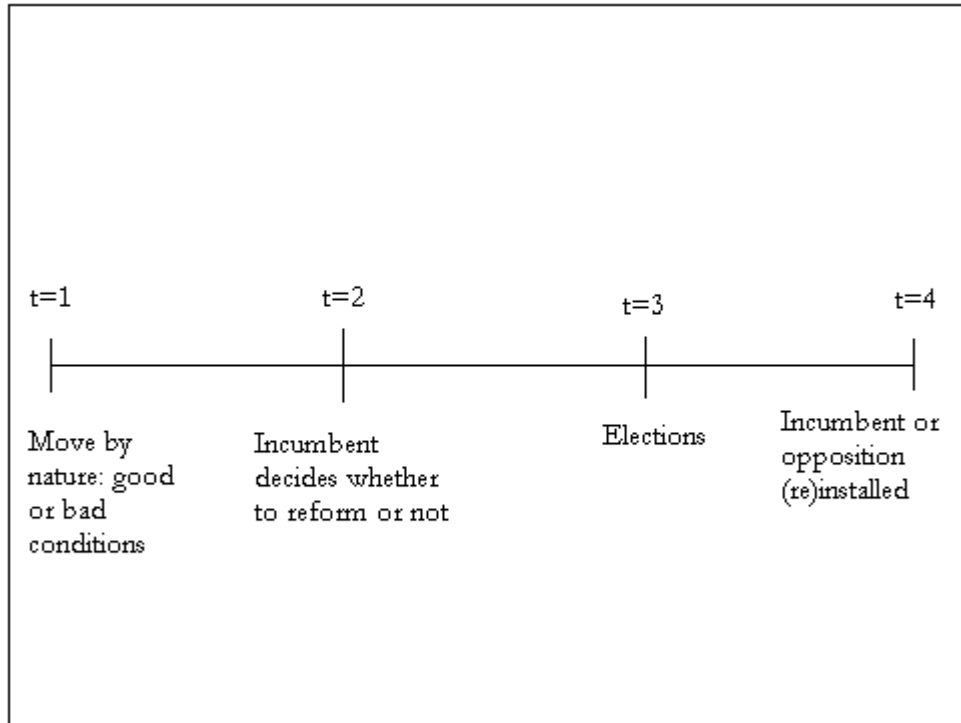 t=1
t=2
t=3
t=4
Move by
nature: good
or bad
conditions
Incumbent
decides whether
to reform or not
Elections
Incumbent or
opposition
(re)installed